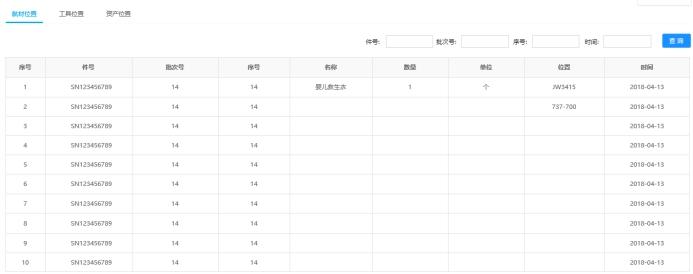 航材位置 工具位置 资产位置
件号: 批次号: 序号: 时间: 查 询
序号 件号 批次号 序号 名称 数量 单位 位置 时间
1 SN123456789 14 14 婴儿救生衣 1 个 JW3415 2018-04-13
2 SN123456789 14 14 737-700 2018-04-13
3 SN123456789 14 14 2018-04-13
4 SN123456789 14 14 2018-04-13
5 SN123456789 14 14 2018-04-13
6 SN123456789 14 14 2018-04-13
7 SN123456789 14 14 2018-04-13
8 SN123456789 14 14 2018-04-13
9 SN123456789 14 14 2018-04-13
10 SN123456789 14 14 2018-04-13